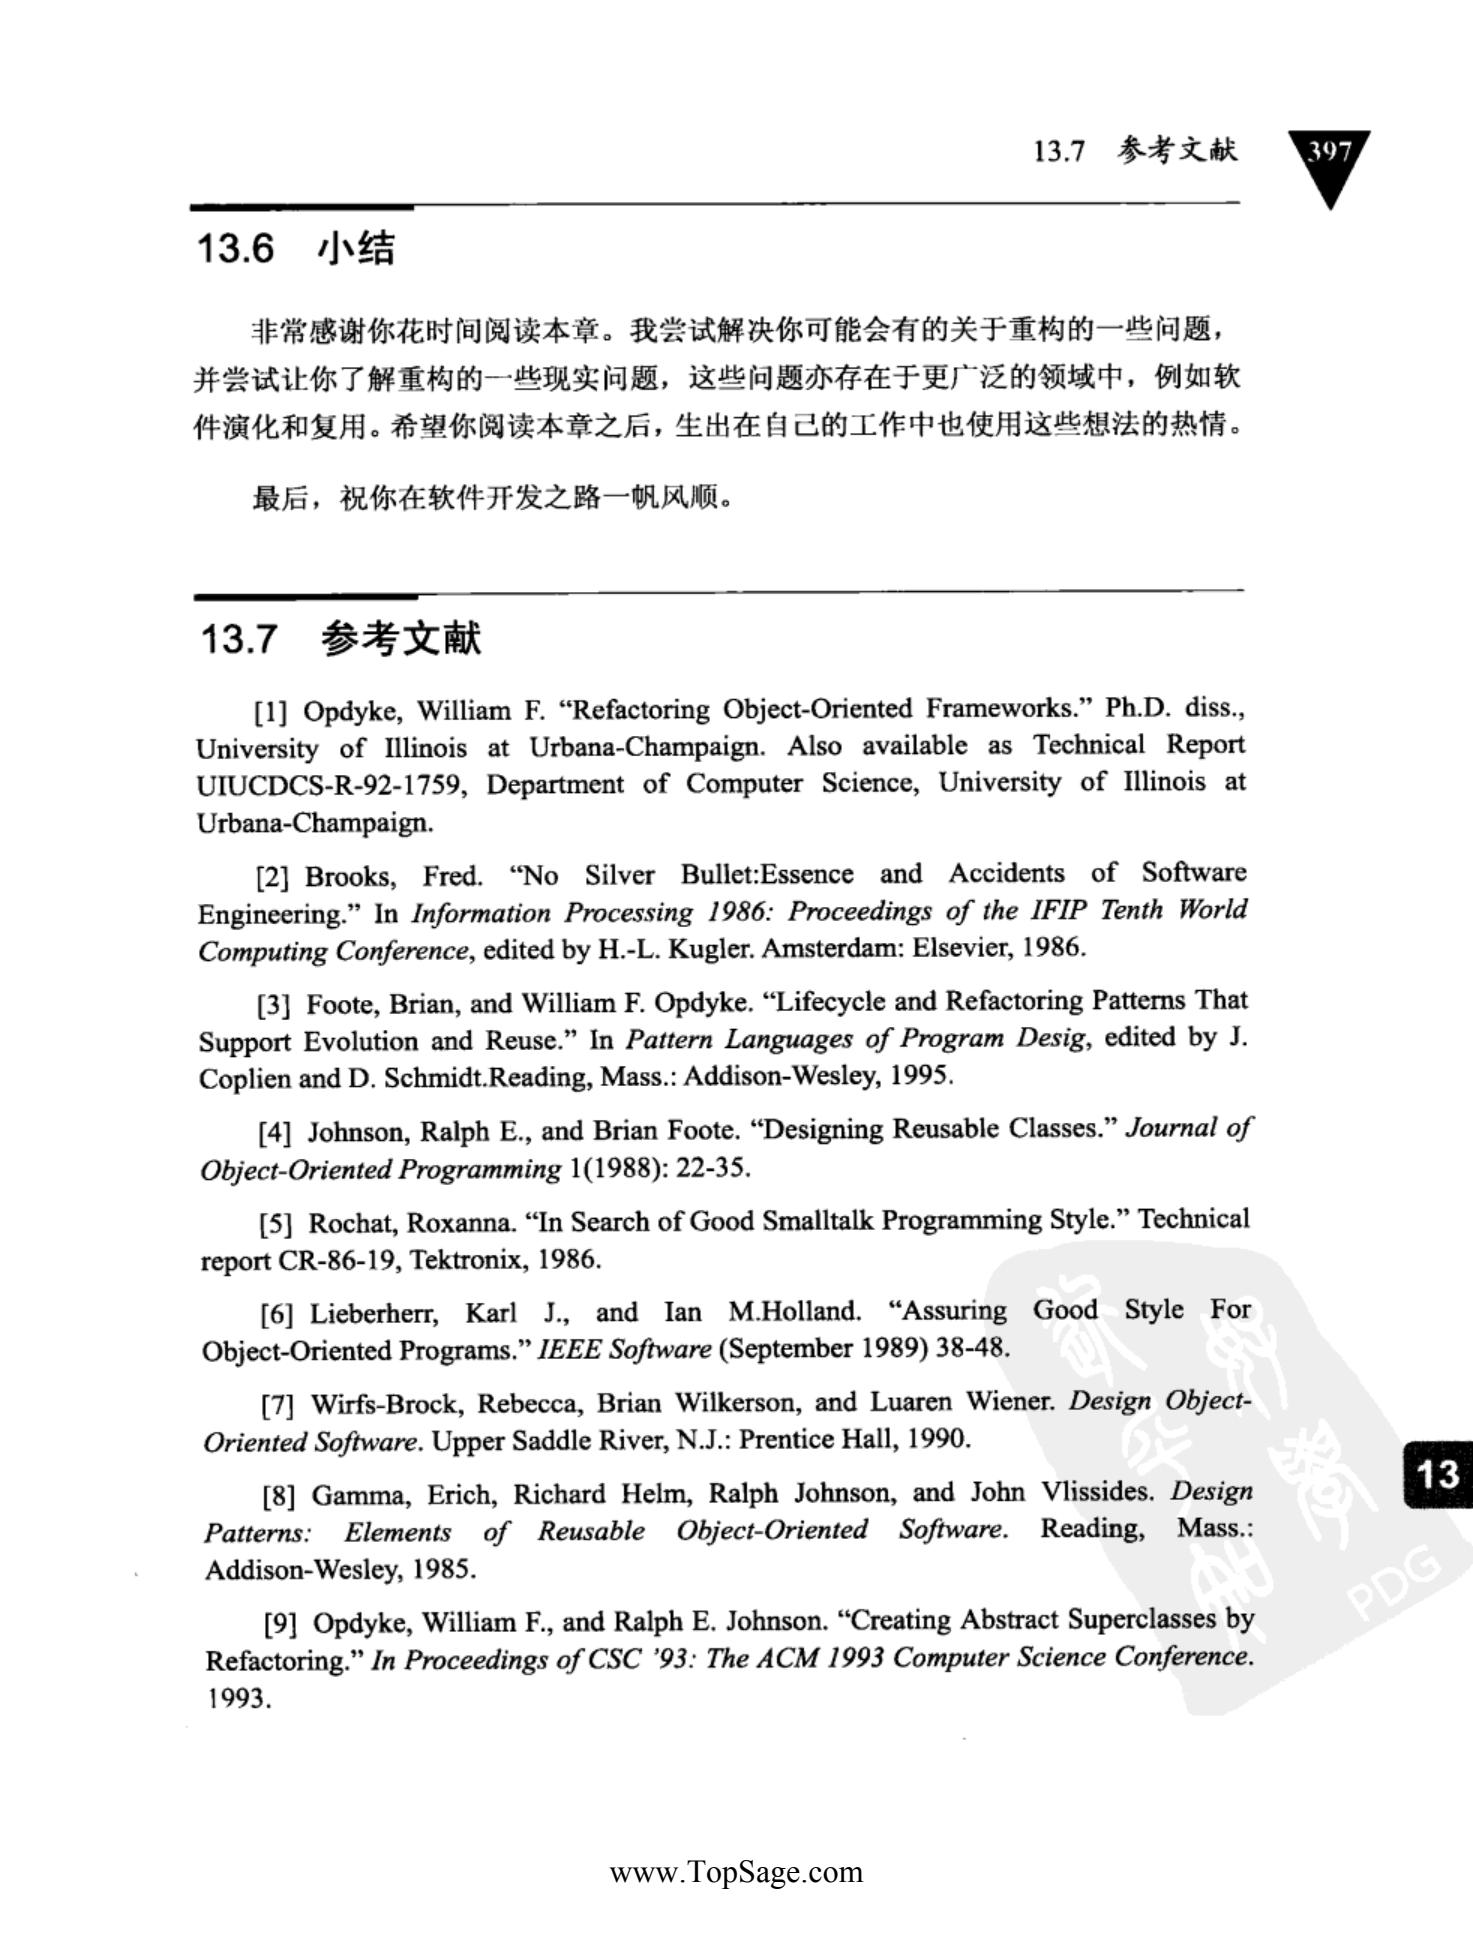 13.7 参考文献
397
13.6 小结
非常感谢你花时间阅读本章。我尝试解决你可能会有的关于重构的一些问题，
并尝试让你了解重构的一些现实问题，这些问题亦存在于更广泛的领域中，例如软
件演化和复用。希望你阅读本章之后，生出在自己的工作中也使用这些想法的热情。
最后，祝你在软件开发之路一帆风顺。
13.7 参考文献
[1] Opdyke, William F. “Refactoring Object-Oriented Frameworks.” Ph.D. diss.,
University of Illinois at Urbana-Champaign. Also available as Technical Report
UIUCDCS-R-92-1759, Department of Computer Science, University of Illinois at
Urbana-Champaign.
[2] Brooks, Fred. “No Silver Bullet:Essence and Accidents of Software
Engineering.” In Information Processing 1986: Proceedings of the IFIP Tenth World
Computing Conference, edited by H.-L. Kugler. Amsterdam: Elsevier, 1986.
[3] Foote, Brian, and William F. Opdyke. “Lifecycle and Refactoring Patterns That
Support Evolution and Reuse.” In Pattern Languages of Program Desig, edited by J.
Coplien and D. Schmidt.Reading, Mass.: Addison-Wesley, 1995.
[4] Johnson, Ralph E., and Brian Foote. “Designing Reusable Classes.” Journal of
Object-Oriented Programming 1(1988): 22-35.
[5] Rochat, Roxanna. “In Search of Good Smalltalk Programming Style.” Technical
report CR-86-19, Tektronix, 1986.
[6] Lieberherr, Karl J., and Ian M.Holland. “Assuring Good Style For
Object-Oriented Programs.” IEEE Software (September 1989) 38-48.
[7] Wirfs-Brock, Rebecca, Brian Wilkerson, and Luaren Wiener. Design Object-
Oriented Software. Upper Saddle River, N.J.: Prentice Hall, 1990.
[8] Gamma, Erich, Richard Helm, Ralph Johnson, and John Vlissides. Design
Patterns: Elements of Reusable Object-Oriented Software. Reading, Mass.:
Addison-Wesley, 1985.
[9] Opdyke, William F., and Ralph E. Johnson. “Creating Abstract Superclasses by
Refactoring.” In Proceedings of CSC ’93: The ACM 1993 Computer Science Conference.
1993.
13
PDG
www.TopSage.com